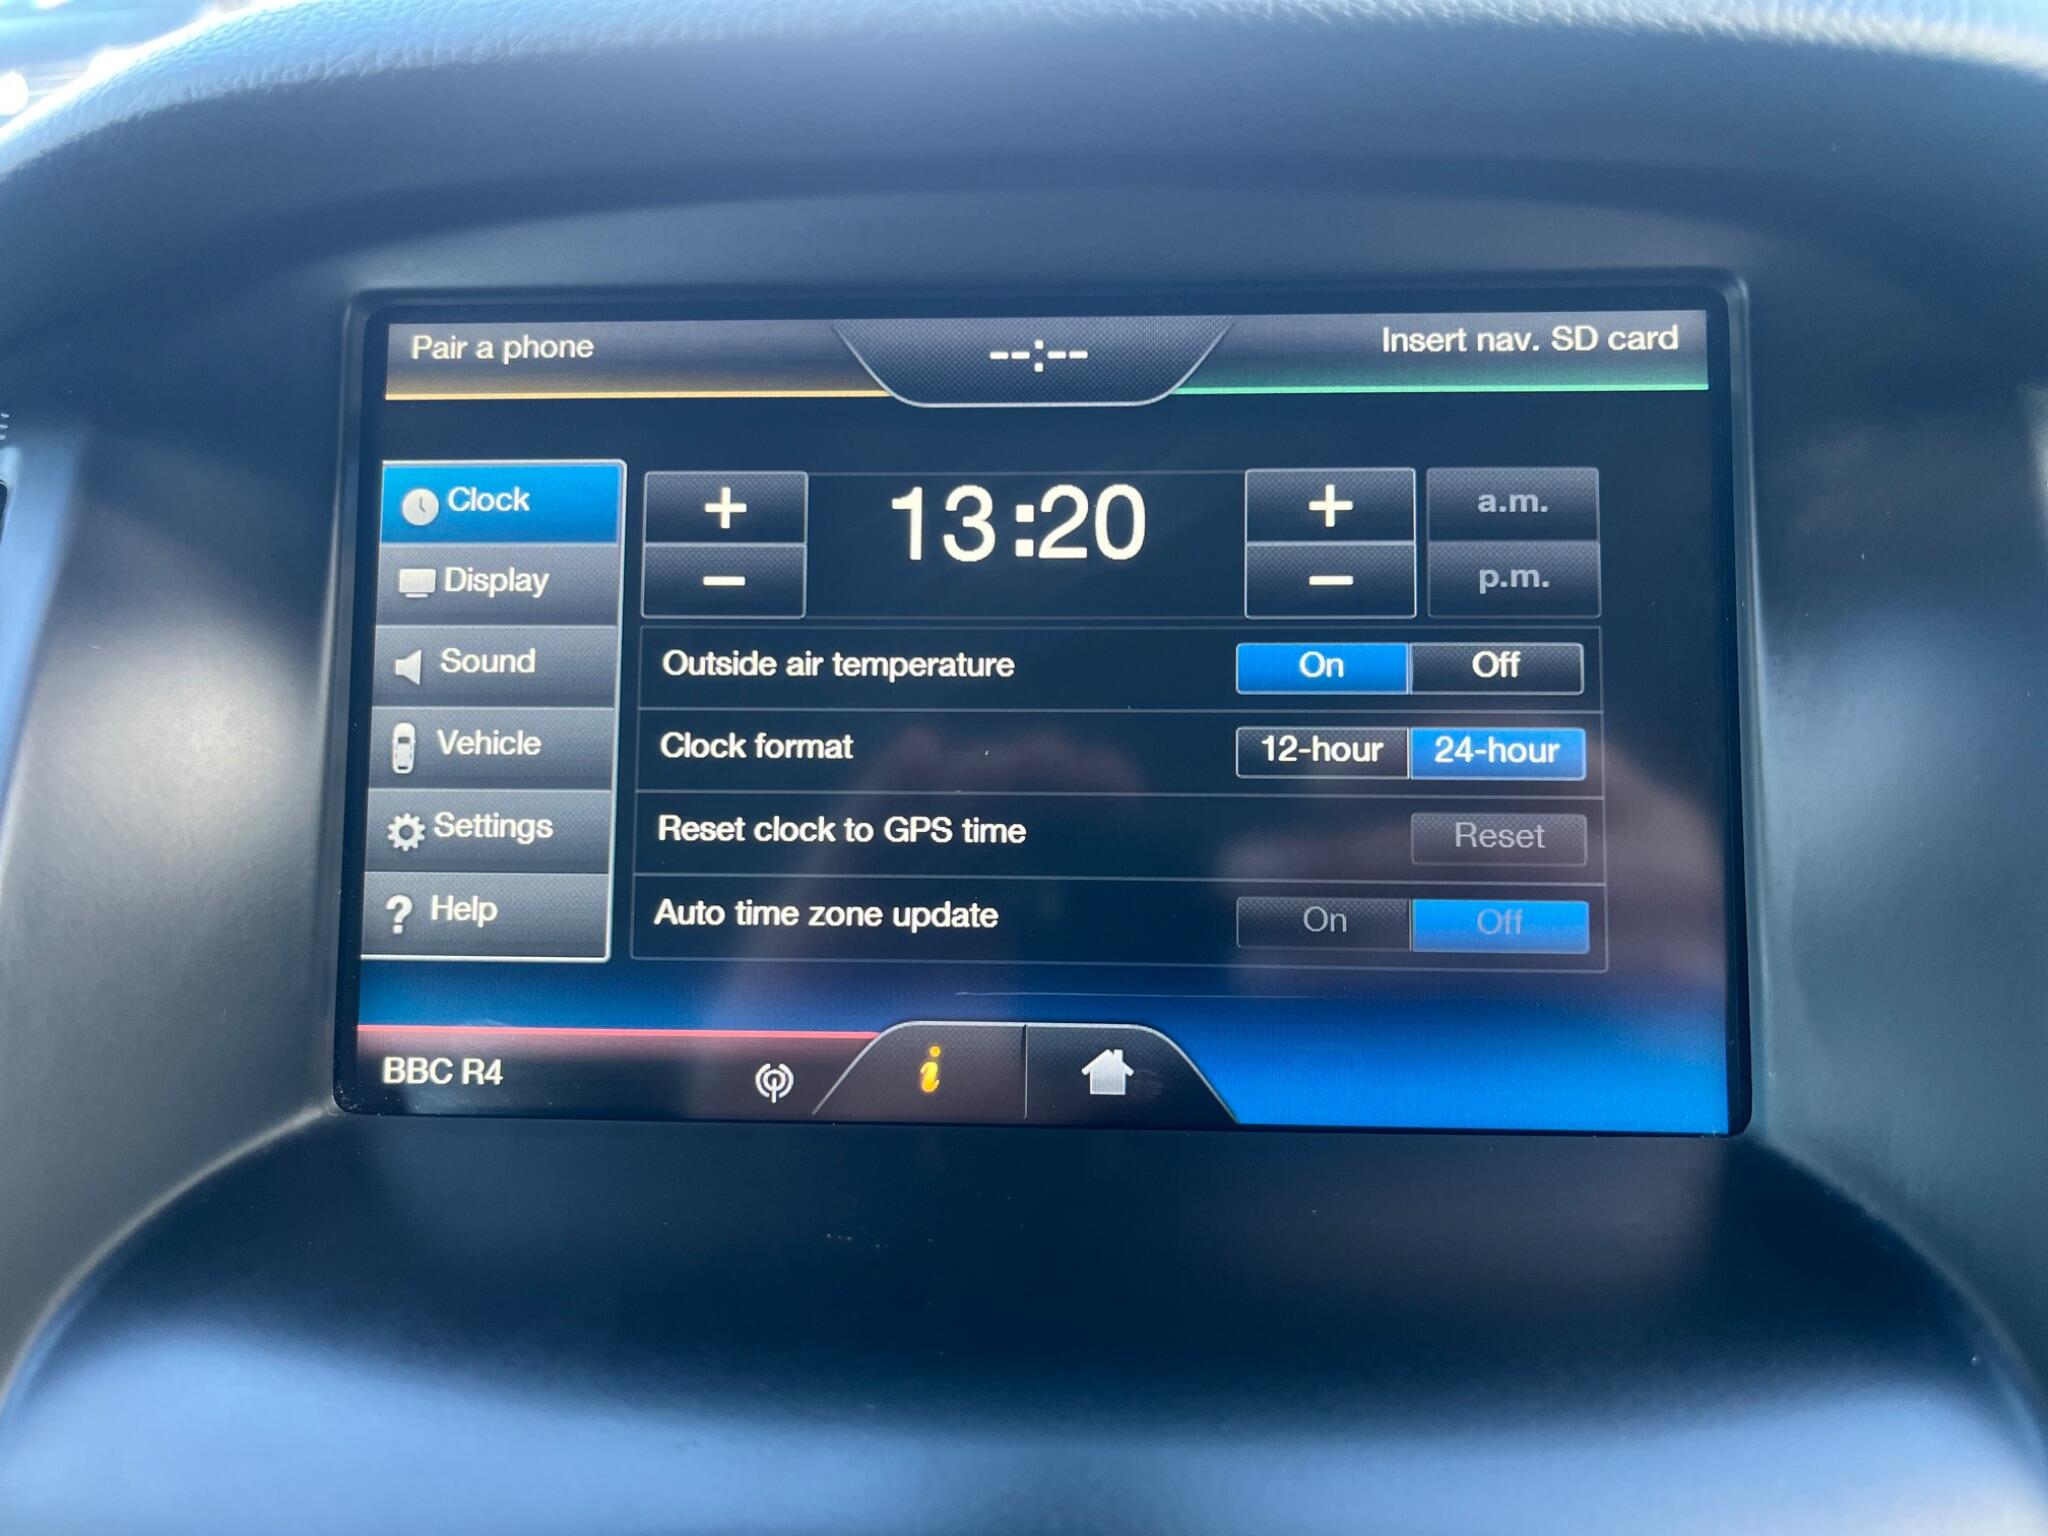 Pair a phone
--:--
Insert nav. SD card
Clock
Display
Sound
Vehicle
Settings
? Help
+
−
13:20
+
−
a.m.
p.m.
Outside air temperature On Off
Clock format 12-hour 24-hour
Reset clock to GPS time Reset
Auto time zone update On Off
BBC R4
i